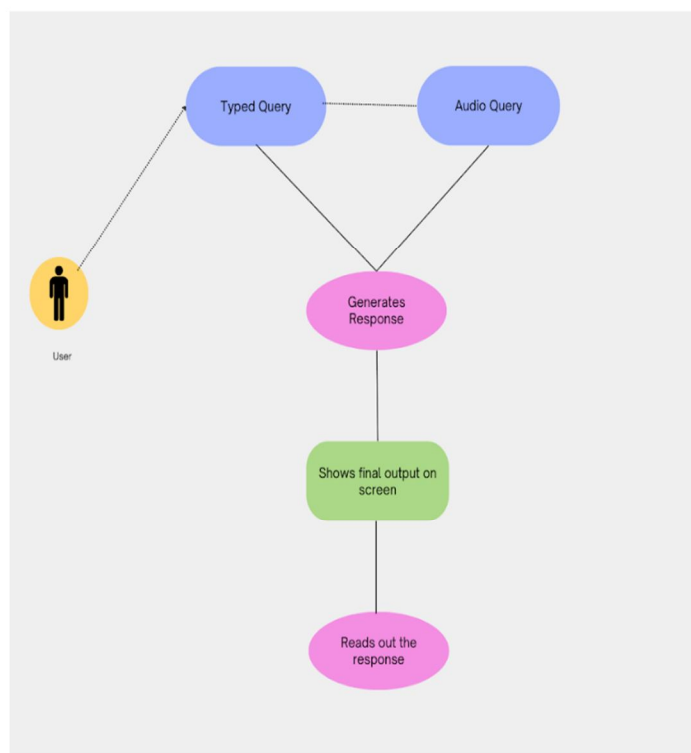 Typed Query
Audio Query
Generates
Response
User
Shows final output on
screen
Reads out the
response